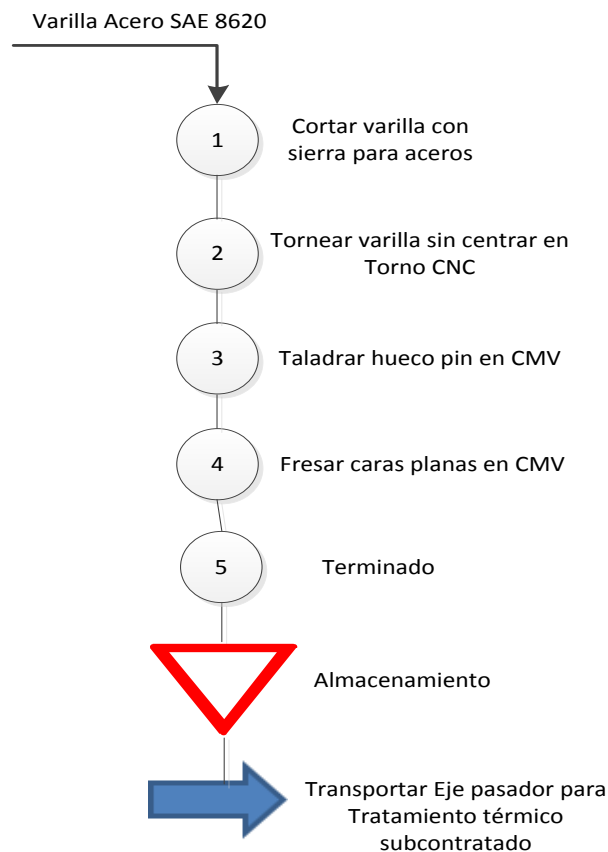 Varilla Acero SAE 8620
1
Cortar varilla con
sierra para aceros
2
Tornear varilla sin centrar en
Torno CNC
3
Taladrar hueco pin en CMV
4
Fresar caras planas en CMV
5
Terminado
Almacenamiento
Transportar Eje pasador para
Tratamiento térmico
subcontratado